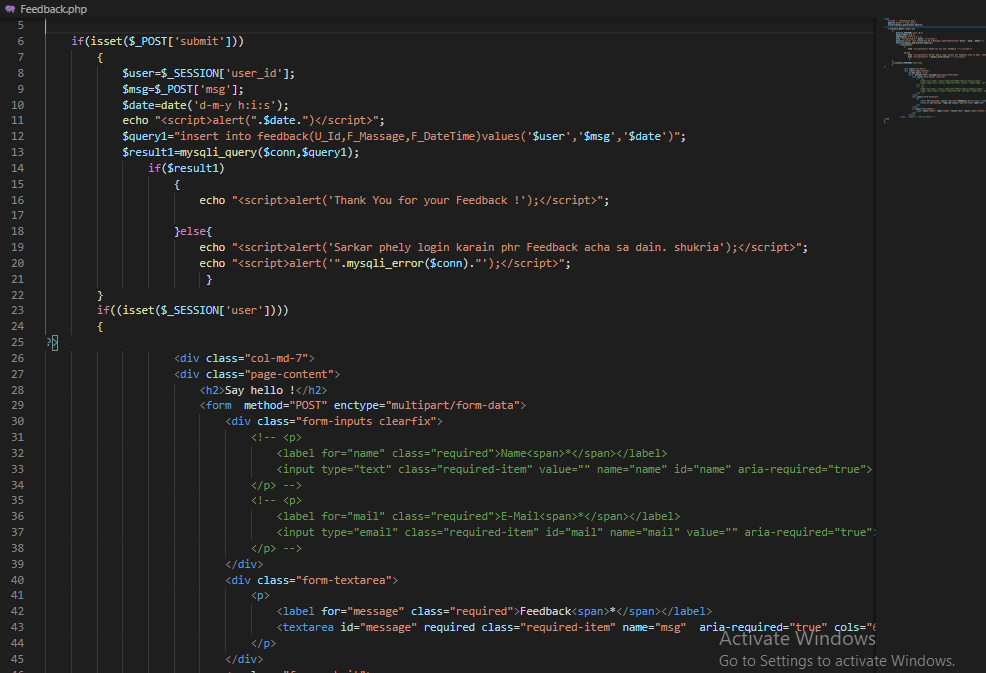 Feedback.php
5
6 if(isset($_POST['submit']))
7 {
8 $user=$_SESSION['user_id'];
9 $msg=$_POST['msg'];
10 $date=date('d-m-y h:i:s');
11 echo "<script>alert(".$date.")</script>";
12 $query1="insert into feedback(U_Id,F_Massage,F_DateTime)values('$user','$msg','$date')";
13 $result1=mysqli_query($conn,$query1);
14 if($result1)
15 {
16 echo "<script>alert('Thank You for your Feedback !');</script>";
17
18 }else{
19 echo "<script>alert('Sarkar phely login karain phr Feedback acha sa dain. shukria');</script>";
20 echo "<script>alert('".mysqli_error($conn)."');</script>";
21 }
22 }
23 if((isset($_SESSION['user'])))
24 {
25 ?>
26 <div class="col-md-7">
27 <div class="page-content">
28 <h2>Say hello !</h2>
29 <form  method="POST" enctype="multipart/form-data">
30 <div class="form-inputs clearfix">
31 <!-- <p>
32 <label for="name" class="required">Name<span>*</span></label>
33 <input type="text" class="required-item" value="" name="name" id="name" aria-required="true">
34 </p> -->
35 <!-- <p>
36 <label for="mail" class="required">E-Mail<span>*</span></label>
37 <input type="email" class="required-item" id="mail" name="mail" value="" aria-required="true">
38 </p> -->
39 </div>
40 <div class="form-textarea">
41 <p>
42 <label for="message" class="required">Feedback<span>*</span></label>
43 <textarea id="message" required class="required-item" name="msg"  aria-required="true" cols="
44 </p>
45 </div>
Activate Windows
Go to Settings to activate Windows.